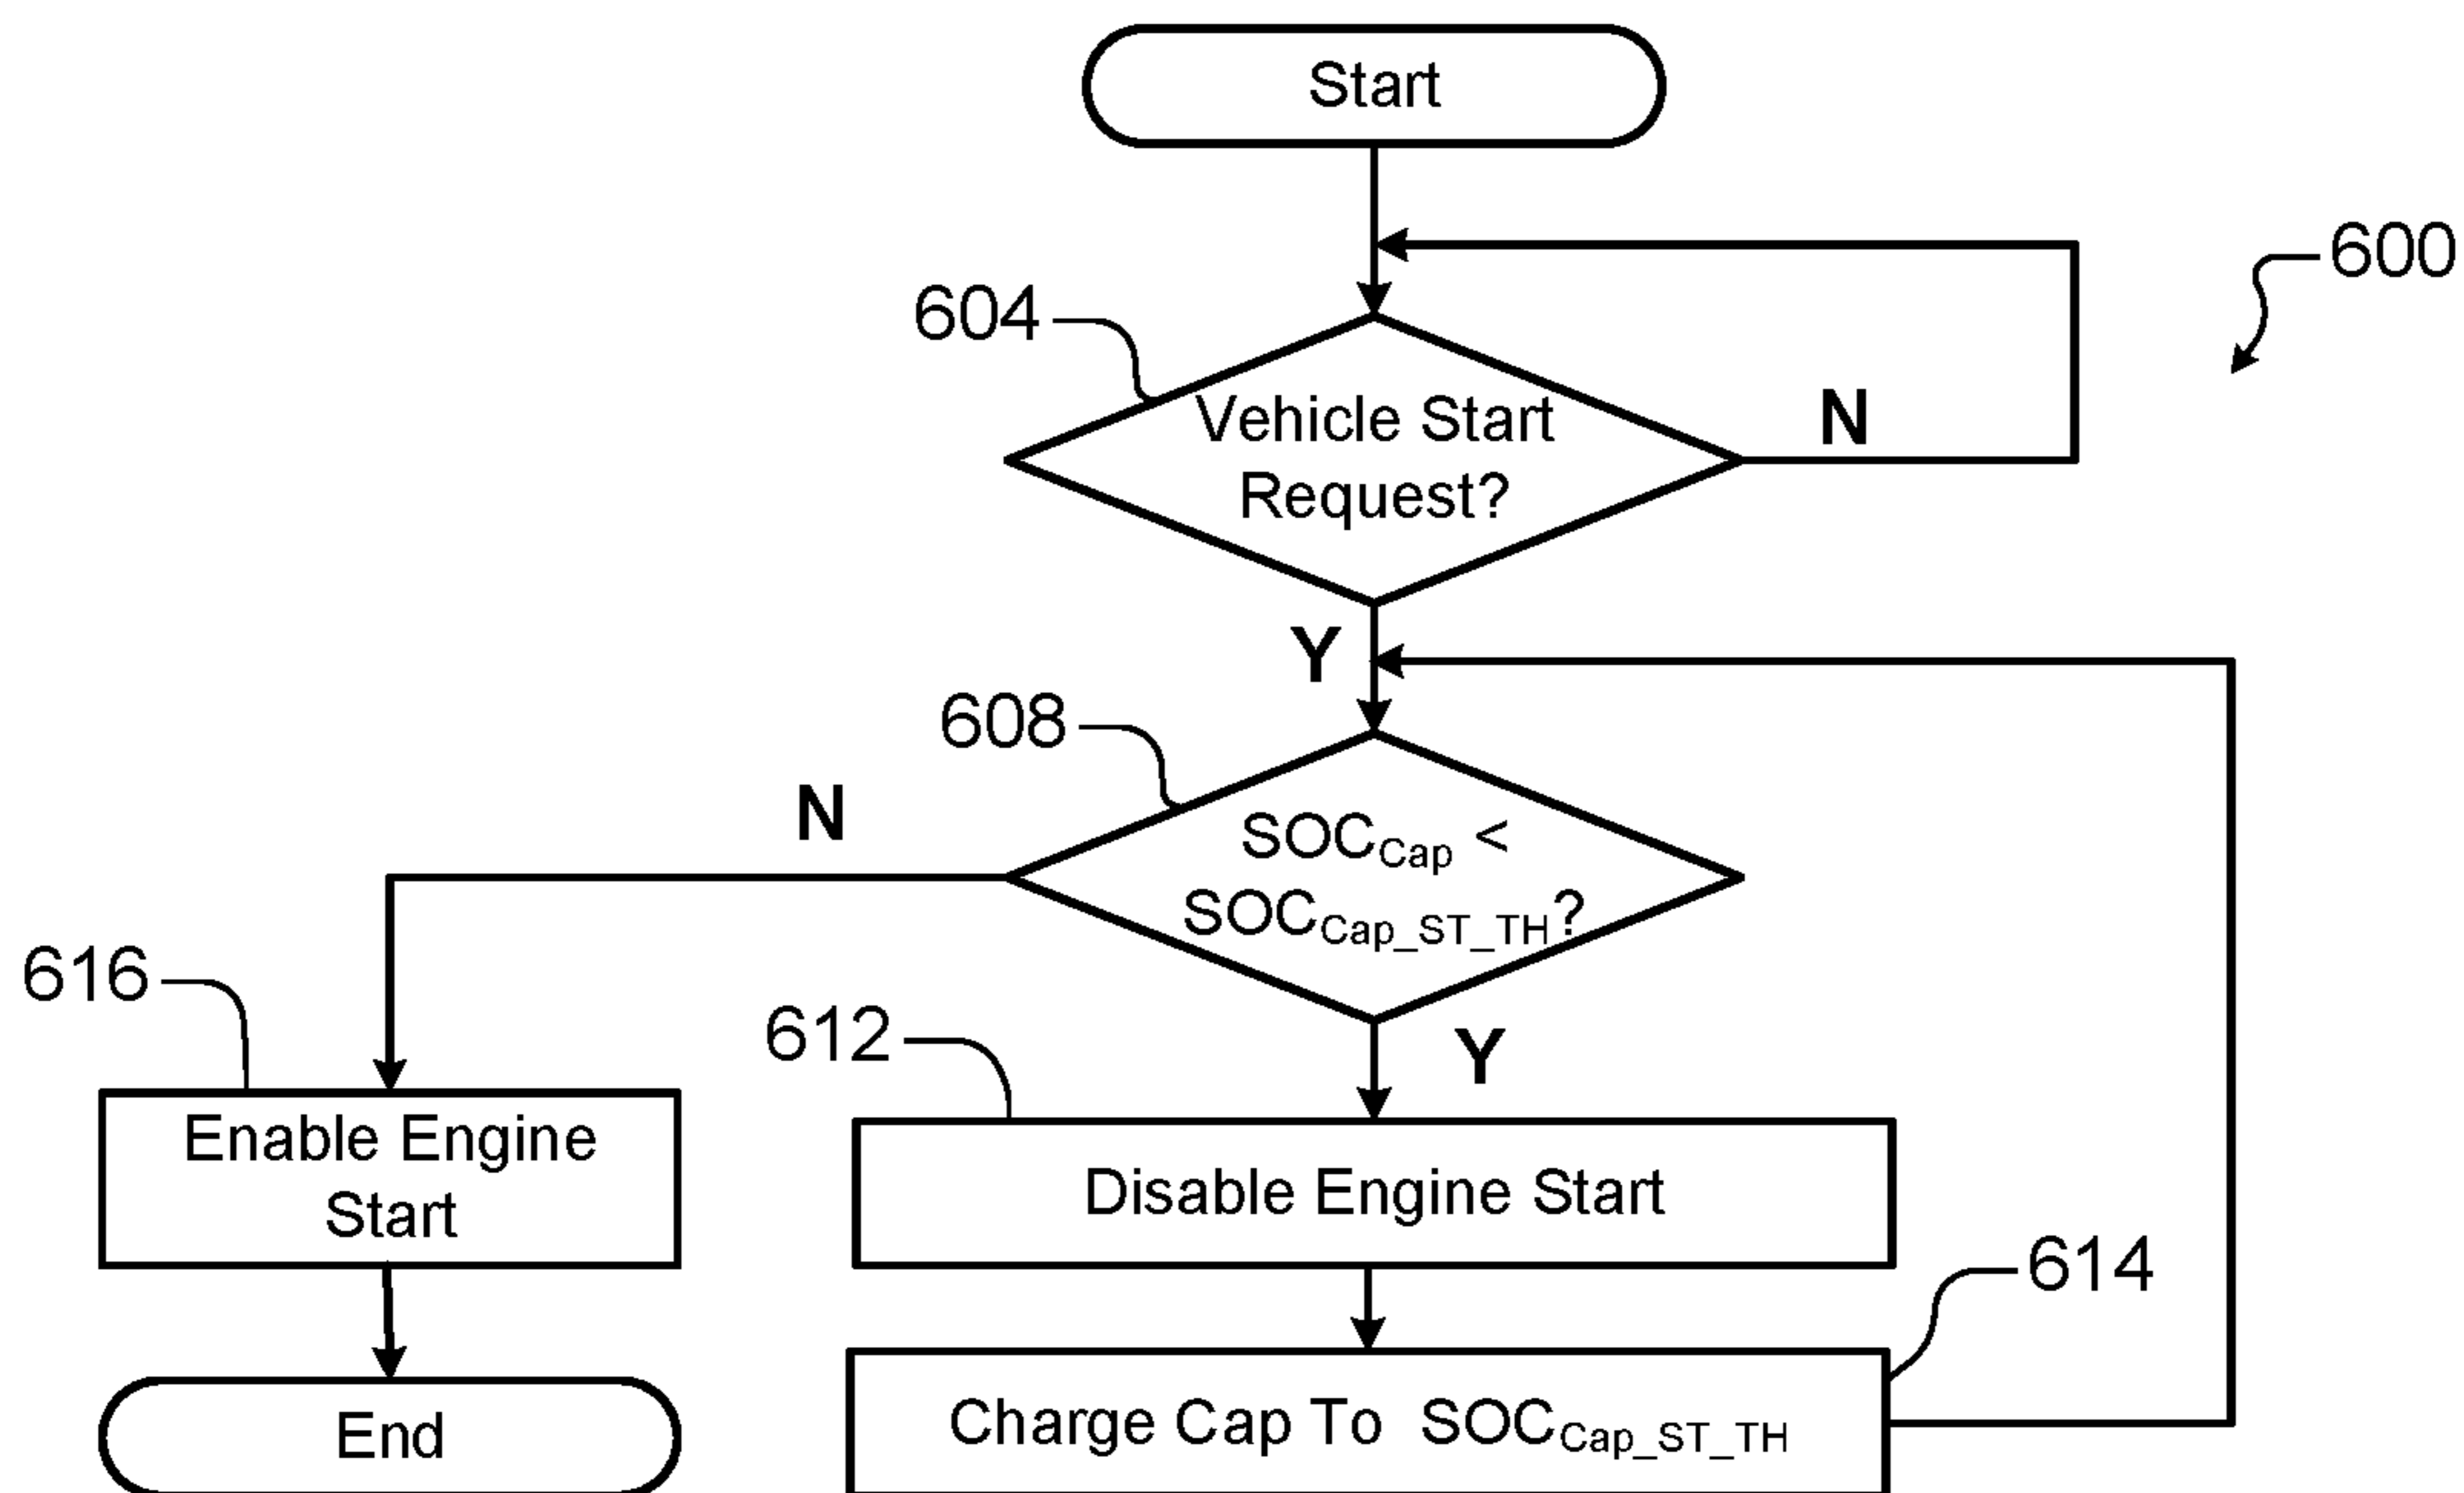 Start
600
604
Vehicle Start
Request?
N
Y
608
N
SOCCap <
SOCCap_ST_TH?
616
612
Y
Enable Engine
Start
Disable Engine Start
614
End
Charge Cap To SOCCap_ST_TH